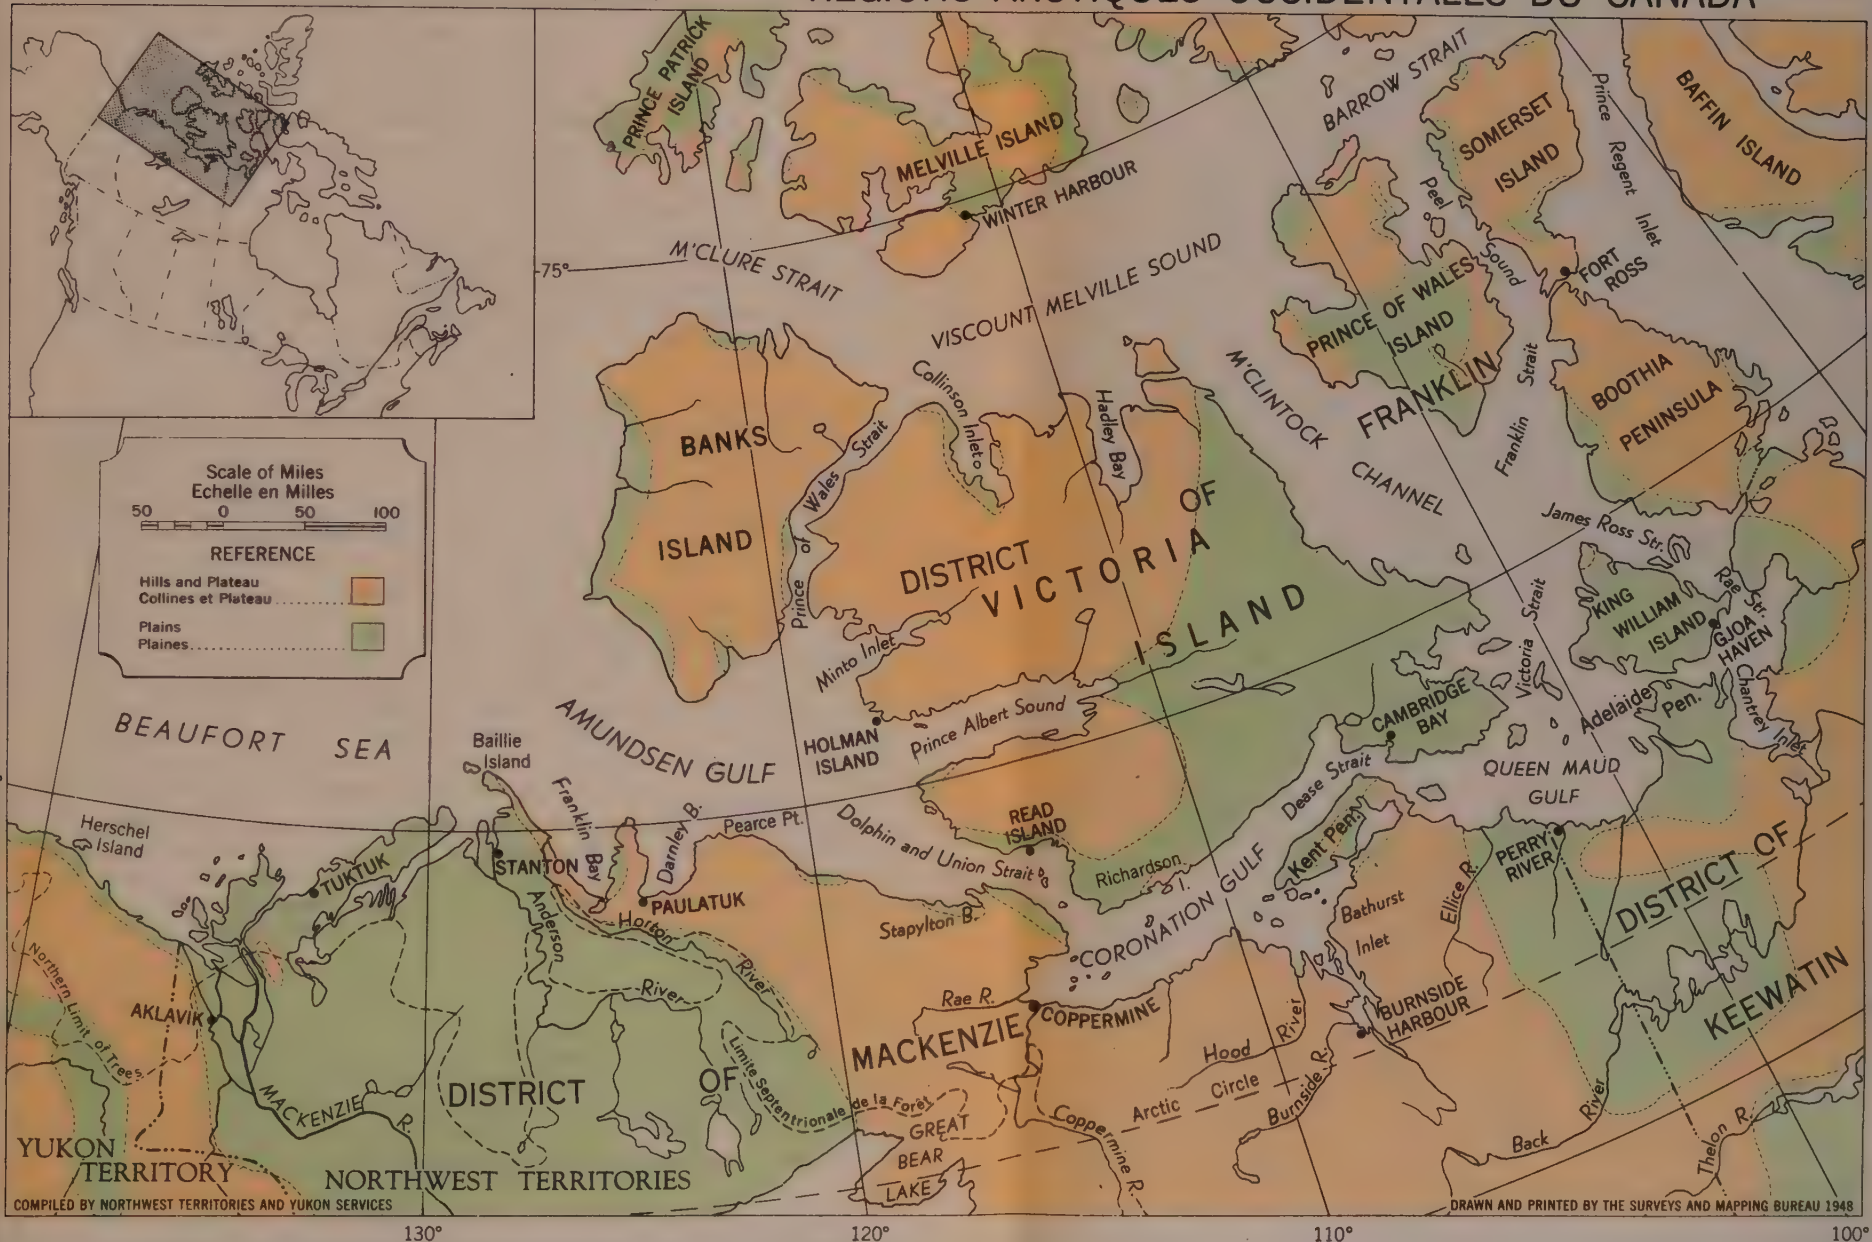 RÉGIONS ARCTIQUES OCCIDENTALES DU CANADA
PRINCE PATRICK
ISLAND
MELVILLE ISLAND
WINTER HARBOUR
BARROW STRAIT
SOMERSET
ISLAND
Prince Regent Inlet
BAFFIN ISLAND
Peel Sound
FORT
ROSS
75°
M'CLURE STRAIT
VISCOUNT MELVILLE SOUND
PRINCE OF WALES
ISLAND
FRANKLIN
Franklin Strait
BOOTHIA
PENINSULA
M'CLINTOCK
CHANNEL
Collinson Inleto
Hadley Bay
BANKS
ISLAND
Prince of Wales Strait
Scale of Miles
Echelle en Milles
50 0 50 100
REFERENCE
Hills and Plateau
Collines et Plateau
Plains
Plaines
DISTRICT
OF
VICTORIA
ISLAND
James Ross Str.
Rae Str.
KING
WILLIAM
ISLAND
GJOA
HAVEN
Chantrey Inlet
Victoria Strait
Adelaide Pen.
Minto Inlet
Prince Albert Sound
HOLMAN
ISLAND
CAMBRIDGE
BAY
QUEEN MAUD
GULF
Dease Strait
BEAUFORT SEA
AMUNDSEN GULF
Baillie
Island
Franklin Bay
Darnley B.
Pearce Pt.
Dolphin and Union Strait
READ
ISLAND
Richardson
I.
Kent Pen.
Herschel
Island
TUKTUK
STANTON
PAULATUK
Anderson
River
Horton
River
Stapylton B.
CORONATION GULF
Bathurst
Inlet
Ellice R.
PERRY
RIVER
DISTRICT OF
KEEWATIN
Northern Limit
of Trees
AKLAVIK
MACKENZIE
R.
Rae R.
COPPERMINE
MACKENZIE
Hood
River
BURNSIDE
HARBOUR
Burnside R.
Arctic Circle
Coppermine R.
Back
River
Thelon R.
DISTRICT
OF
Limite Septentrionale de la Forêt
GREAT
BEAR
LAKE
YUKON
TERRITORY
NORTHWEST TERRITORIES
COMPILED BY NORTHWEST TERRITORIES AND YUKON SERVICES
DRAWN AND PRINTED BY THE SURVEYS AND MAPPING BUREAU 1948
130°
120°
110°
100°